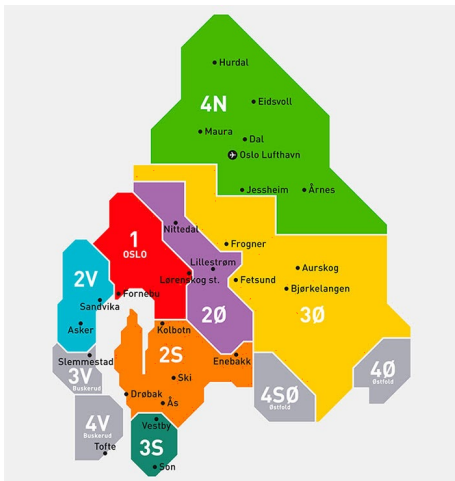 Hurdal
Eidsvoll
4N
Maura
Dal
Oslo Lufthavn
Jessheim
Årnes
Nittedal
1
OSLO
Frogner
Lillestrøm
Aurskog
2V
Lørenskog st.
Fetsund
Bjørkelangen
Fornebu
Sandvika
2Ø
3Ø
Asker
Kolbotn
Slemmestad
2S
Enebakk
3V
Buskerud
Ski
4Ø
Østfold
Drøbak
Ås
4SØ
Østfold
4V
Buskerud
Vestby
Tofte
3S
Son